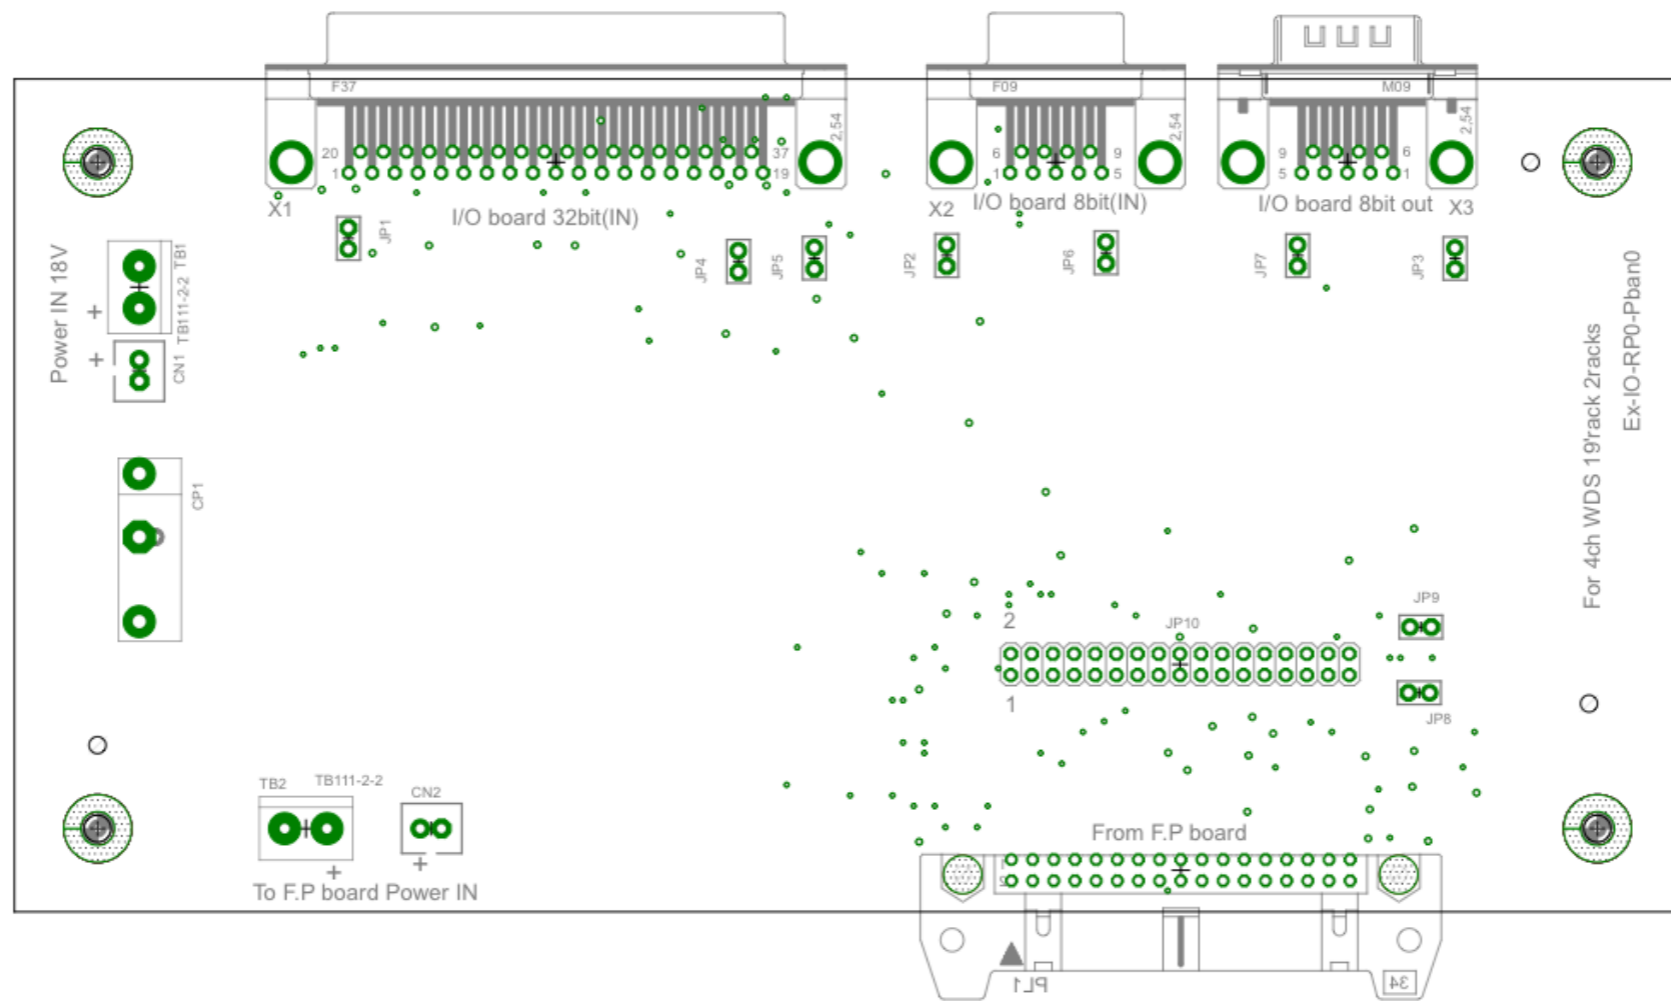 F37
F09
M09
2,54
2,54
2,54
20
37
1
19
6
9
1
5
9
6
5
1
X1
I/O board 32bit(IN)
X2
I/O board 8bit(IN)
I/O board 8bit out
X3
JP1
JP4
JP5
JP2
JP6
JP7
JP3
Power IN 18V
+
+
TB1
TB111-2-2
CN1
CP1
For 4ch WDS 19'rack 2racks
Ex-IO-RP0-Pban0
2
JP10
JP9
1
JP8
TB2
TB111-2-2
CN2
+
+
To F.P board Power IN
From F.P board
1
2
PL1
34